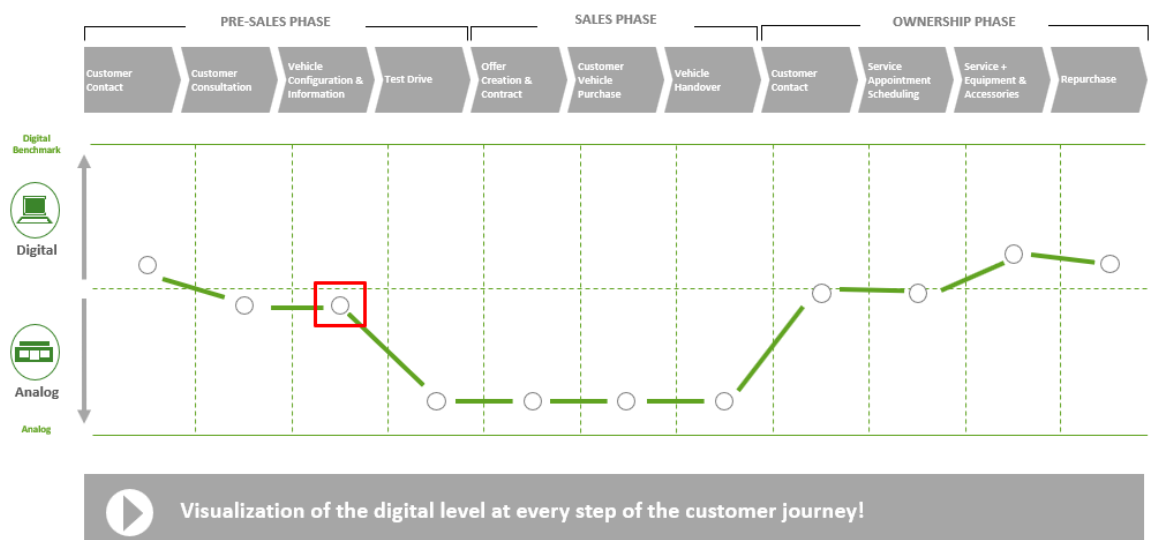 PRE-SALES PHASE
SALES PHASE
OWNERSHIP PHASE
Customer
Contact
Customer
Consultation
Vehicle
Configuration &
Information
Test Drive
Offer
Creation &
Contract
Customer
Vehicle
Purchase
Vehicle
Handover
Customer
Contact
Service
Appointment
Scheduling
Service +
Equipment &
Accessories
Repurchase
Digital
Benchmark
Digital
Analog
Analog
Visualization of the digital level at every step of the customer journey!